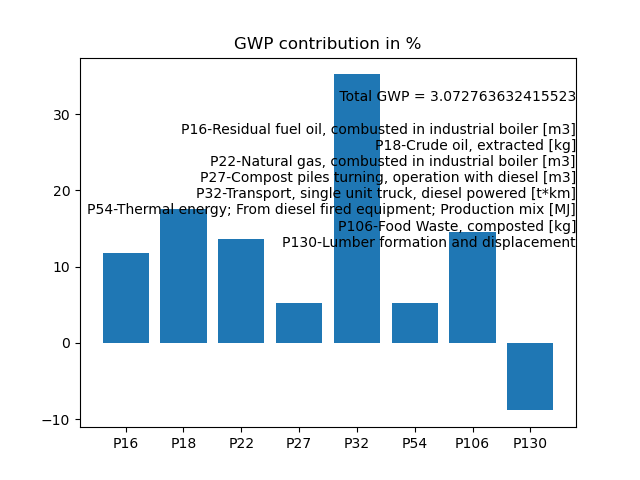 GWP contribution in %
Total GWP = 3.072763632415523
P16-Residual fuel oil, combusted in industrial boiler [m3]
P18-Crude oil, extracted [kg]
P22-Natural gas, combusted in industrial boiler [m3]
P27-Compost piles turning, operation with diesel [m3]
P32-Transport, single unit truck, diesel powered [t*km]
P54-Thermal energy; From diesel fired equipment; Production mix [MJ]
P106-Food Waste, composted [kg]
P130-Lumber formation and displacement
30
20
10
0
−10
P16 P18 P22 P27 P32 P54 P106 P130